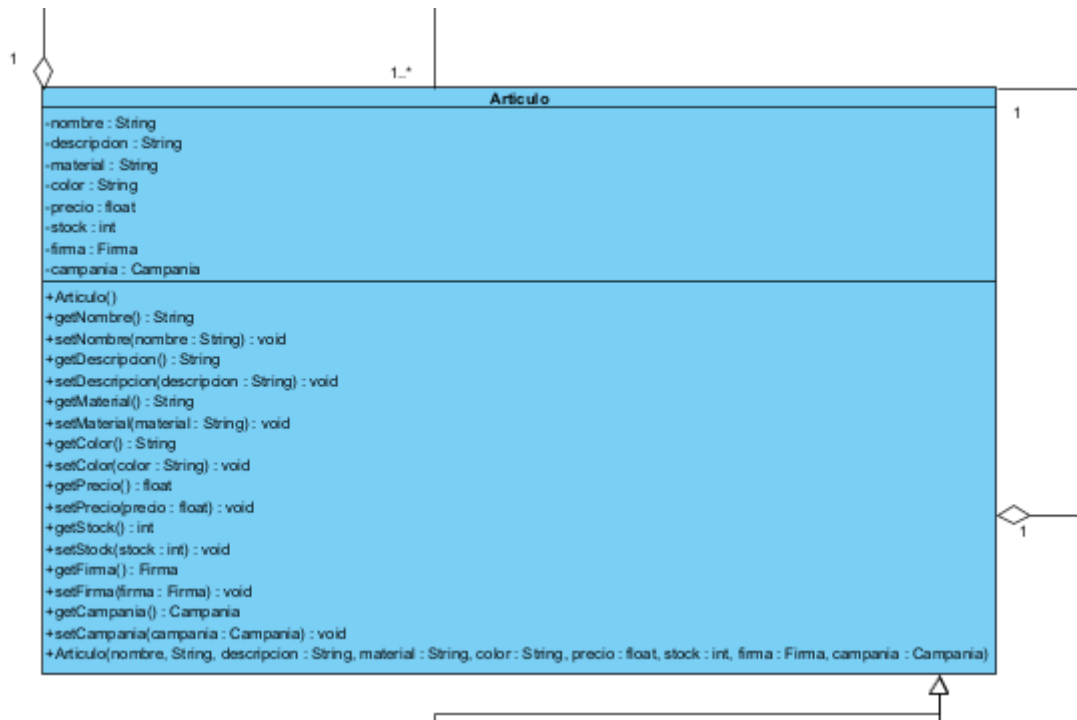 1
1..*
Articulo
1
-nombre : String
-descripcion : String
-material : String
-color : String
-precio : float
-stock : int
-firma : Firma
-campania : Campania
+Articulo()
+getNombre() : String
+setNombre(nombre : String) : void
+getDescripcion() : String
+setDescripcion(descripcion : String) : void
+getMaterial() : String
+setMaterial(material : String) : void
+getColor() : String
+setColor(color : String) : void
+getPrecio() : float
+setPrecio(precio : float) : void
+getStock() : int
+setStock(stock : int) : void
1
+getFirma() : Firma
+setFirma(firma : Firma) : void
+getCampania() : Campania
+setCampania(campania : Campania) : void
+Articulo(nombre, String, descripcion : String, material : String, color : String, precio : float, stock : int, firma : Firma, campania : Campania)